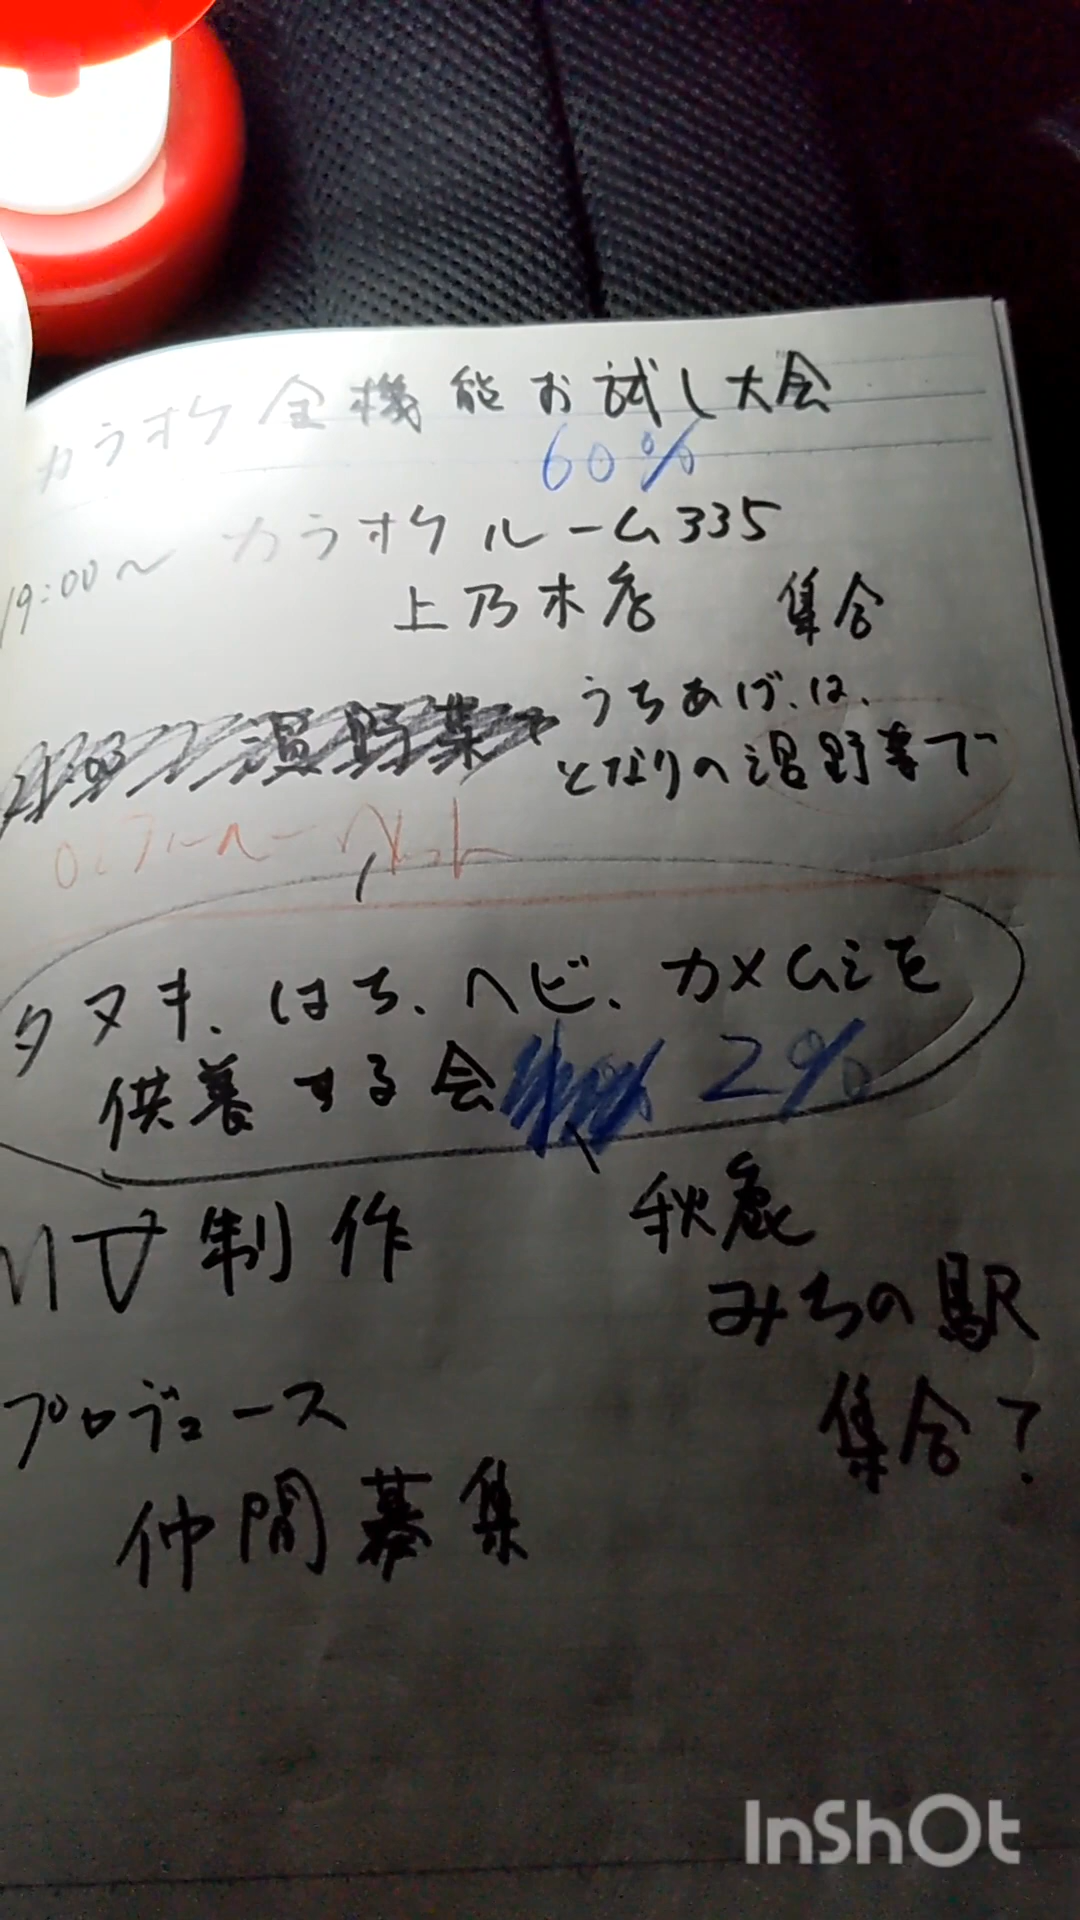 カラオケ全機能お試し大会
60%
19:00〜 カラオケルーム335
上乃木店 集合
うちあげは、
となりの温野菜で
温野菜で
タヌキ、はち、ヘビ、カメムシを
供養する会 2%
MV制作
秋鹿
みちの駅
集合?
プロデュース
仲間募集
InShOt